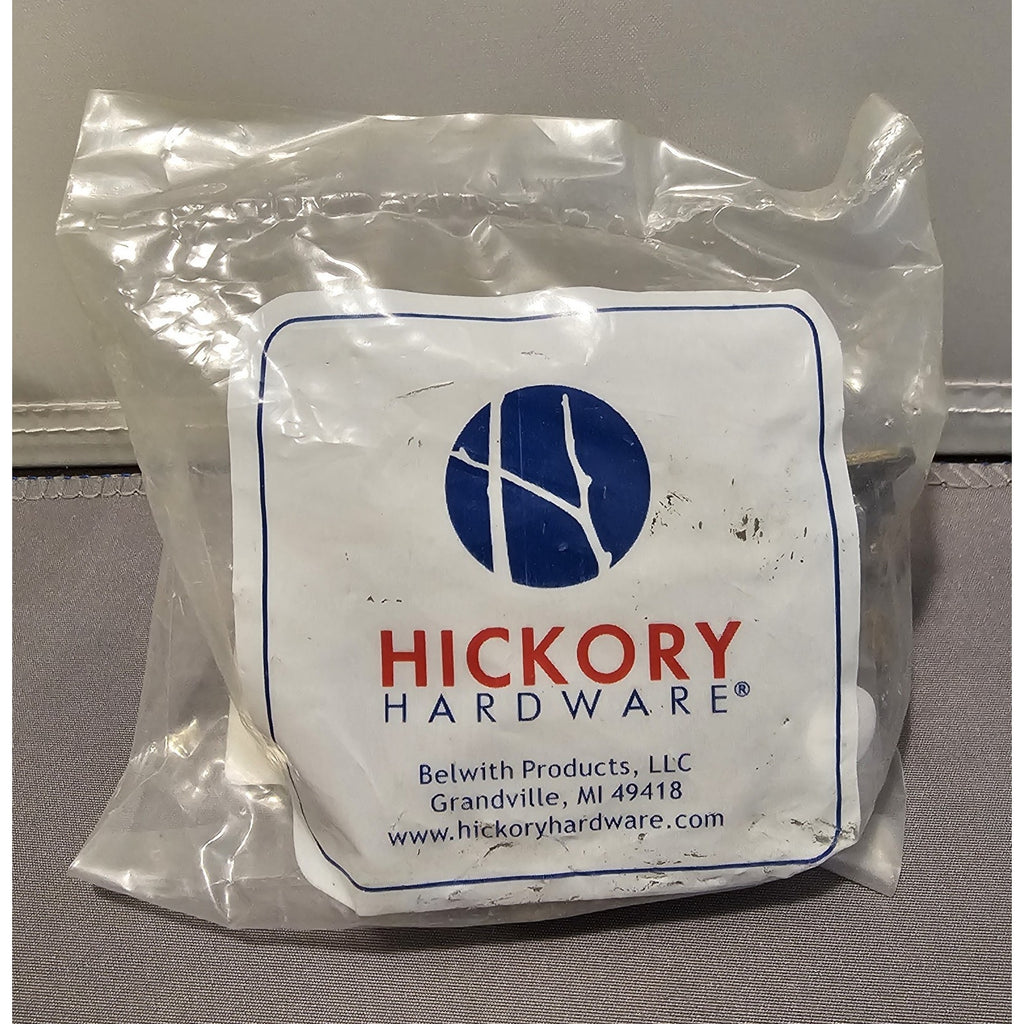 HICKORY
HARDWARE®
Belwith Products, LLC
Grandville, MI 49418
www.hickoryhardware.com